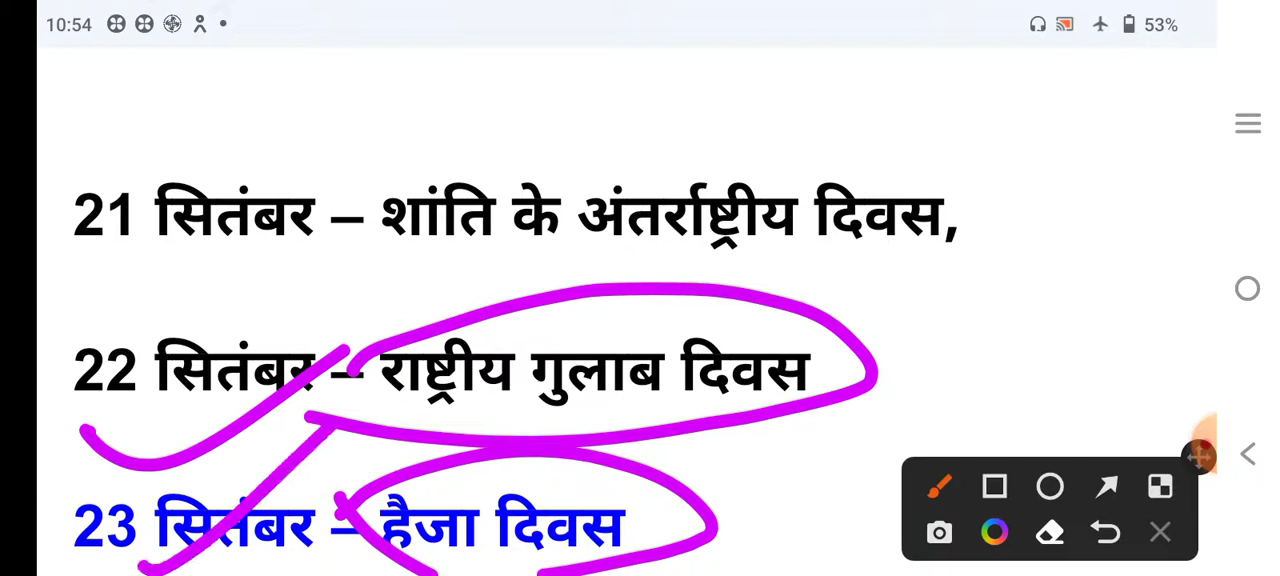 10:54 53%
21 सितंबर – शांति के अंतर्राष्ट्रीय दिवस,
22 सितंबर – राष्ट्रीय गुलाब दिवस
23 सितंबर – हैजा दिवस